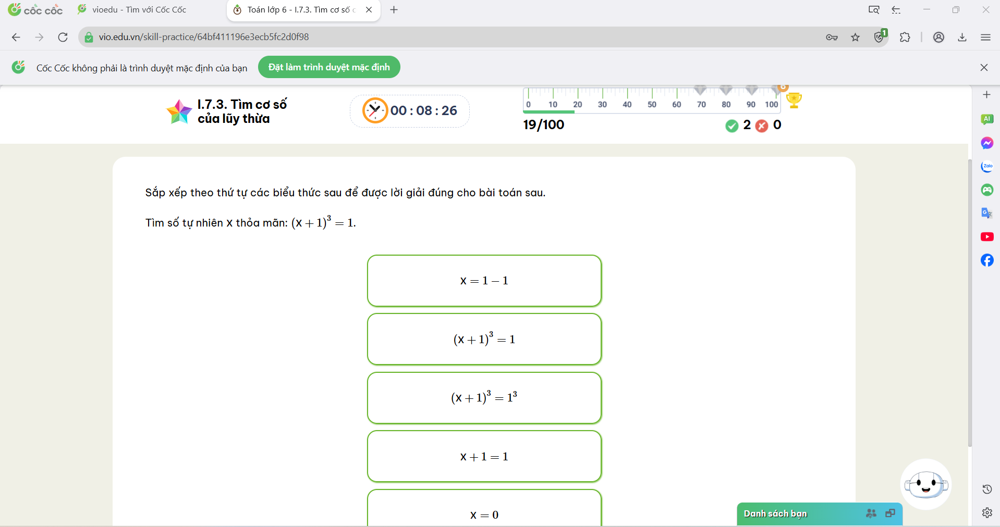 cốc cốc
vioedu - Tìm với Cốc Cốc
Toán lớp 6 - I.7.3. Tìm cơ số c
vio.edu.vn/skill-practice/64bf411196e3ecb5fc2d0f98
1
Cốc Cốc không phải là trình duyệt mặc định của bạn
Đặt làm trình duyệt mặc định
I.7.3. Tìm cơ số
của lũy thừa
00 : 08 : 26
0 10 20 30 40 50 60 70 80 90 100
19/100
2 0
Sắp xếp theo thứ tự các biểu thức sau để được lời giải đúng cho bài toán sau.
Tìm số tự nhiên x thỏa mãn: (x + 1)³ = 1.
x = 1 − 1
(x + 1)³ = 1
(x + 1)³ = 1³
x + 1 = 1
x = 0
Danh sách bạn
AI
Zalo